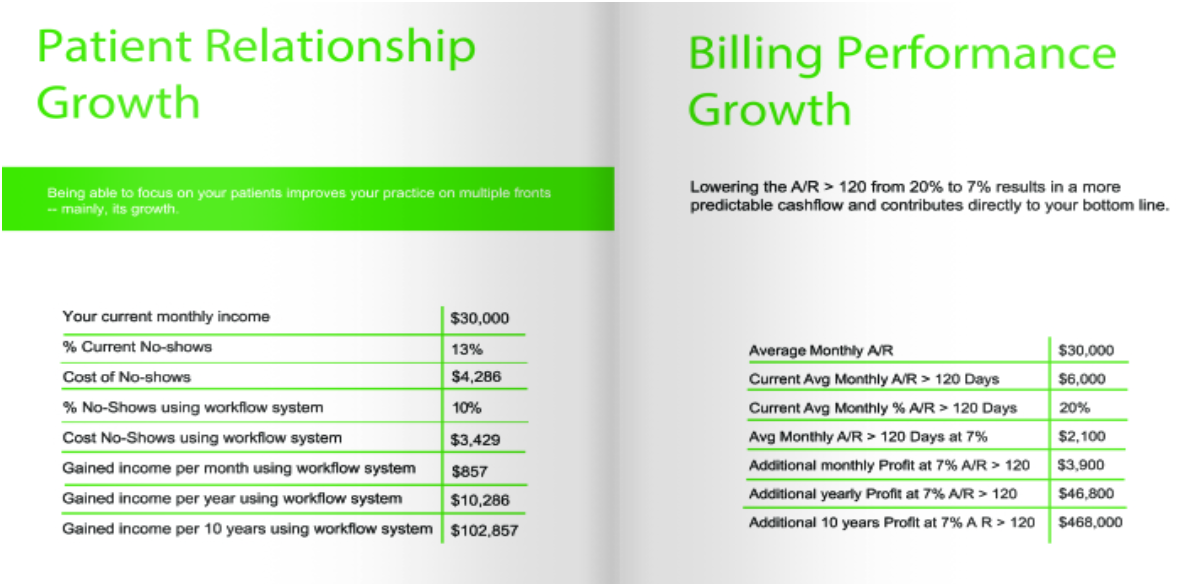 Patient Relationship
Growth
Being able to focus on your patients improves your practice on multiple fronts
-- mainly, its growth.
Your current monthly income $30,000
% Current No-shows 13%
Cost of No-shows $4,286
% No-Shows using workflow system 10%
Cost No-Shows using workflow system $3,429
Gained income per month using workflow system $857
Gained income per year using workflow system $10,286
Gained income per 10 years using workflow system $102,857
Billing Performance
Growth
Lowering the A/R > 120 from 20% to 7% results in a more
predictable cashflow and contributes directly to your bottom line.
Average Monthly A/R $30,000
Current Avg Monthly A/R > 120 Days $6,000
Current Avg Monthly % A/R > 120 Days 20%
Avg Monthly A/R > 120 Days at 7% $2,100
Additional monthly Profit at 7% A/R > 120 $3,900
Additional yearly Profit at 7% A/R > 120 $46,800
Additional 10 years Profit at 7% A R > 120 $468,000